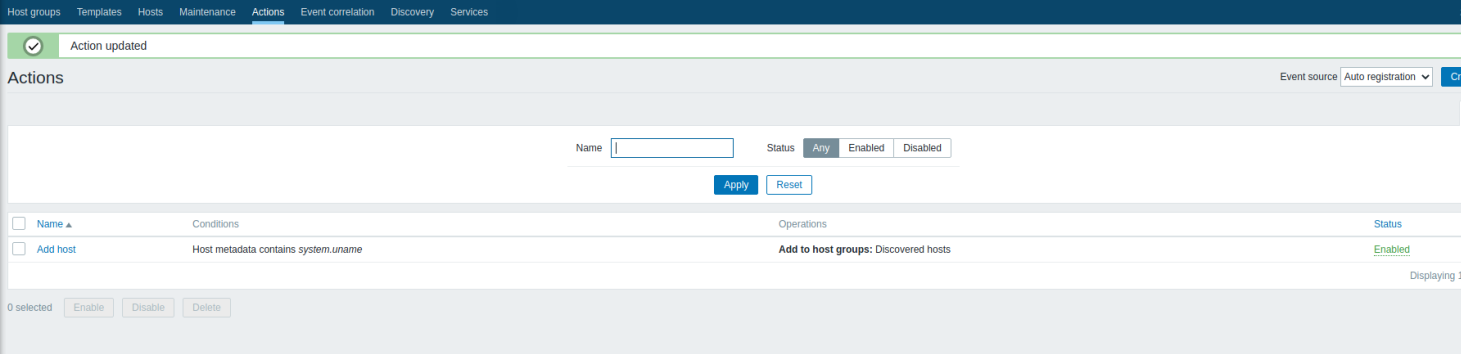 Host groups Templates Hosts Maintenance Actions Event correlation Discovery Services
Action updated
Actions
Event source Auto registration Cr
Name Status Any Enabled Disabled
Apply Reset
Name Conditions Operations Status
Add host Host metadata contains system.uname Add to host groups: Discovered hosts Enabled
Displaying 1
0 selected Enable Disable Delete